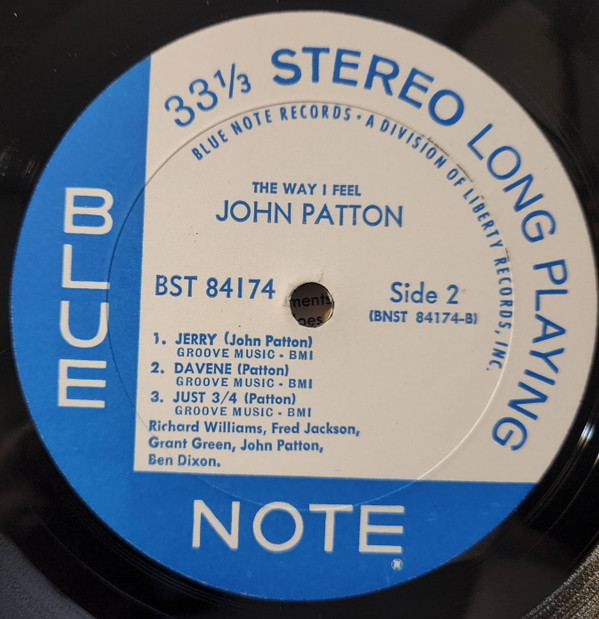 33⅓ STEREO LONG PLAYING
BLUE NOTE RECORDS • A DIVISION OF LIBERTY RECORDS, INC.
THE WAY I FEEL
JOHN PATTON
BST 84174
Side 2
(BNST 84174-B)
ments
oes
1. JERRY (John Patton)
GROOVE MUSIC - BMI
2. DAVENE (Patton)
GROOVE MUSIC - BMI
3. JUST 3/4 (Patton)
GROOVE MUSIC - BMI
Richard Williams, Fred Jackson,
Grant Green, John Patton,
Ben Dixon.
BLUE
NOTE
®